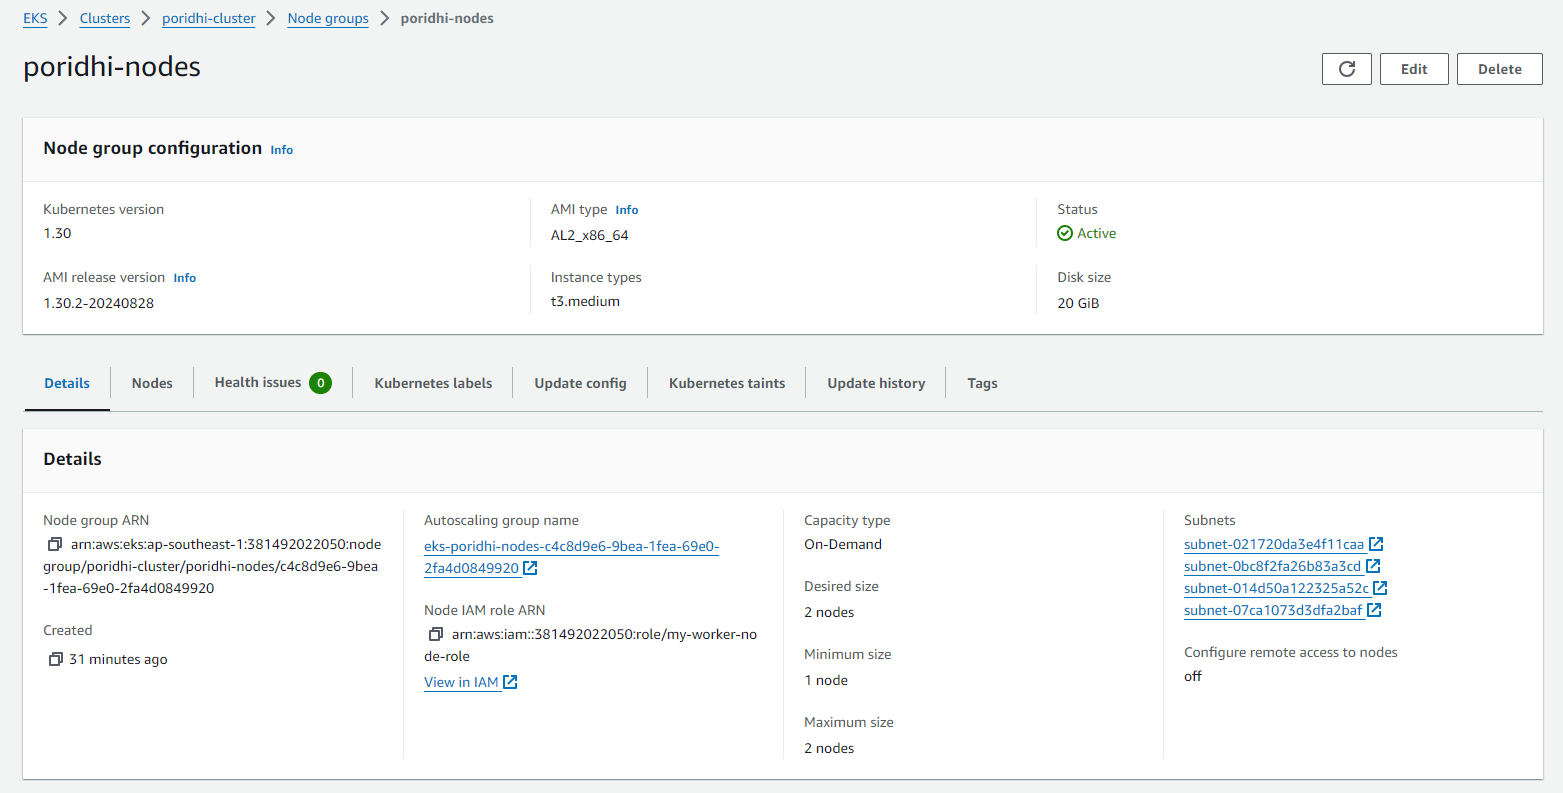 EKS > Clusters > poridhi-cluster > Node groups > poridhi-nodes
poridhi-nodes
Edit
Delete
Node group configuration Info
Kubernetes version
1.30
AMI type Info
AL2_x86_64
Status
Active
AMI release version Info
1.30.2-20240828
Instance types
t3.medium
Disk size
20 GiB
Details
Nodes
Health issues 0
Kubernetes labels
Update config
Kubernetes taints
Update history
Tags
Details
Node group ARN
arn:aws:eks:ap-southeast-1:381492022050:node
group/poridhi-cluster/poridhi-nodes/c4c8d9e6-9bea
-1fea-69e0-2fa4d0849920
Created
31 minutes ago
Autoscaling group name
eks-poridhi-nodes-c4c8d9e6-9bea-1fea-69e0-
2fa4d0849920
Node IAM role ARN
arn:aws:iam::381492022050:role/my-worker-no
de-role
View in IAM
Capacity type
On-Demand
Desired size
2 nodes
Minimum size
1 node
Maximum size
2 nodes
Subnets
subnet-021720da3e4f11caa
subnet-0bc8f2fa26b83a3cd
subnet-014d50a122325a52c
subnet-07ca1073d3dfa2baf
Configure remote access to nodes
off